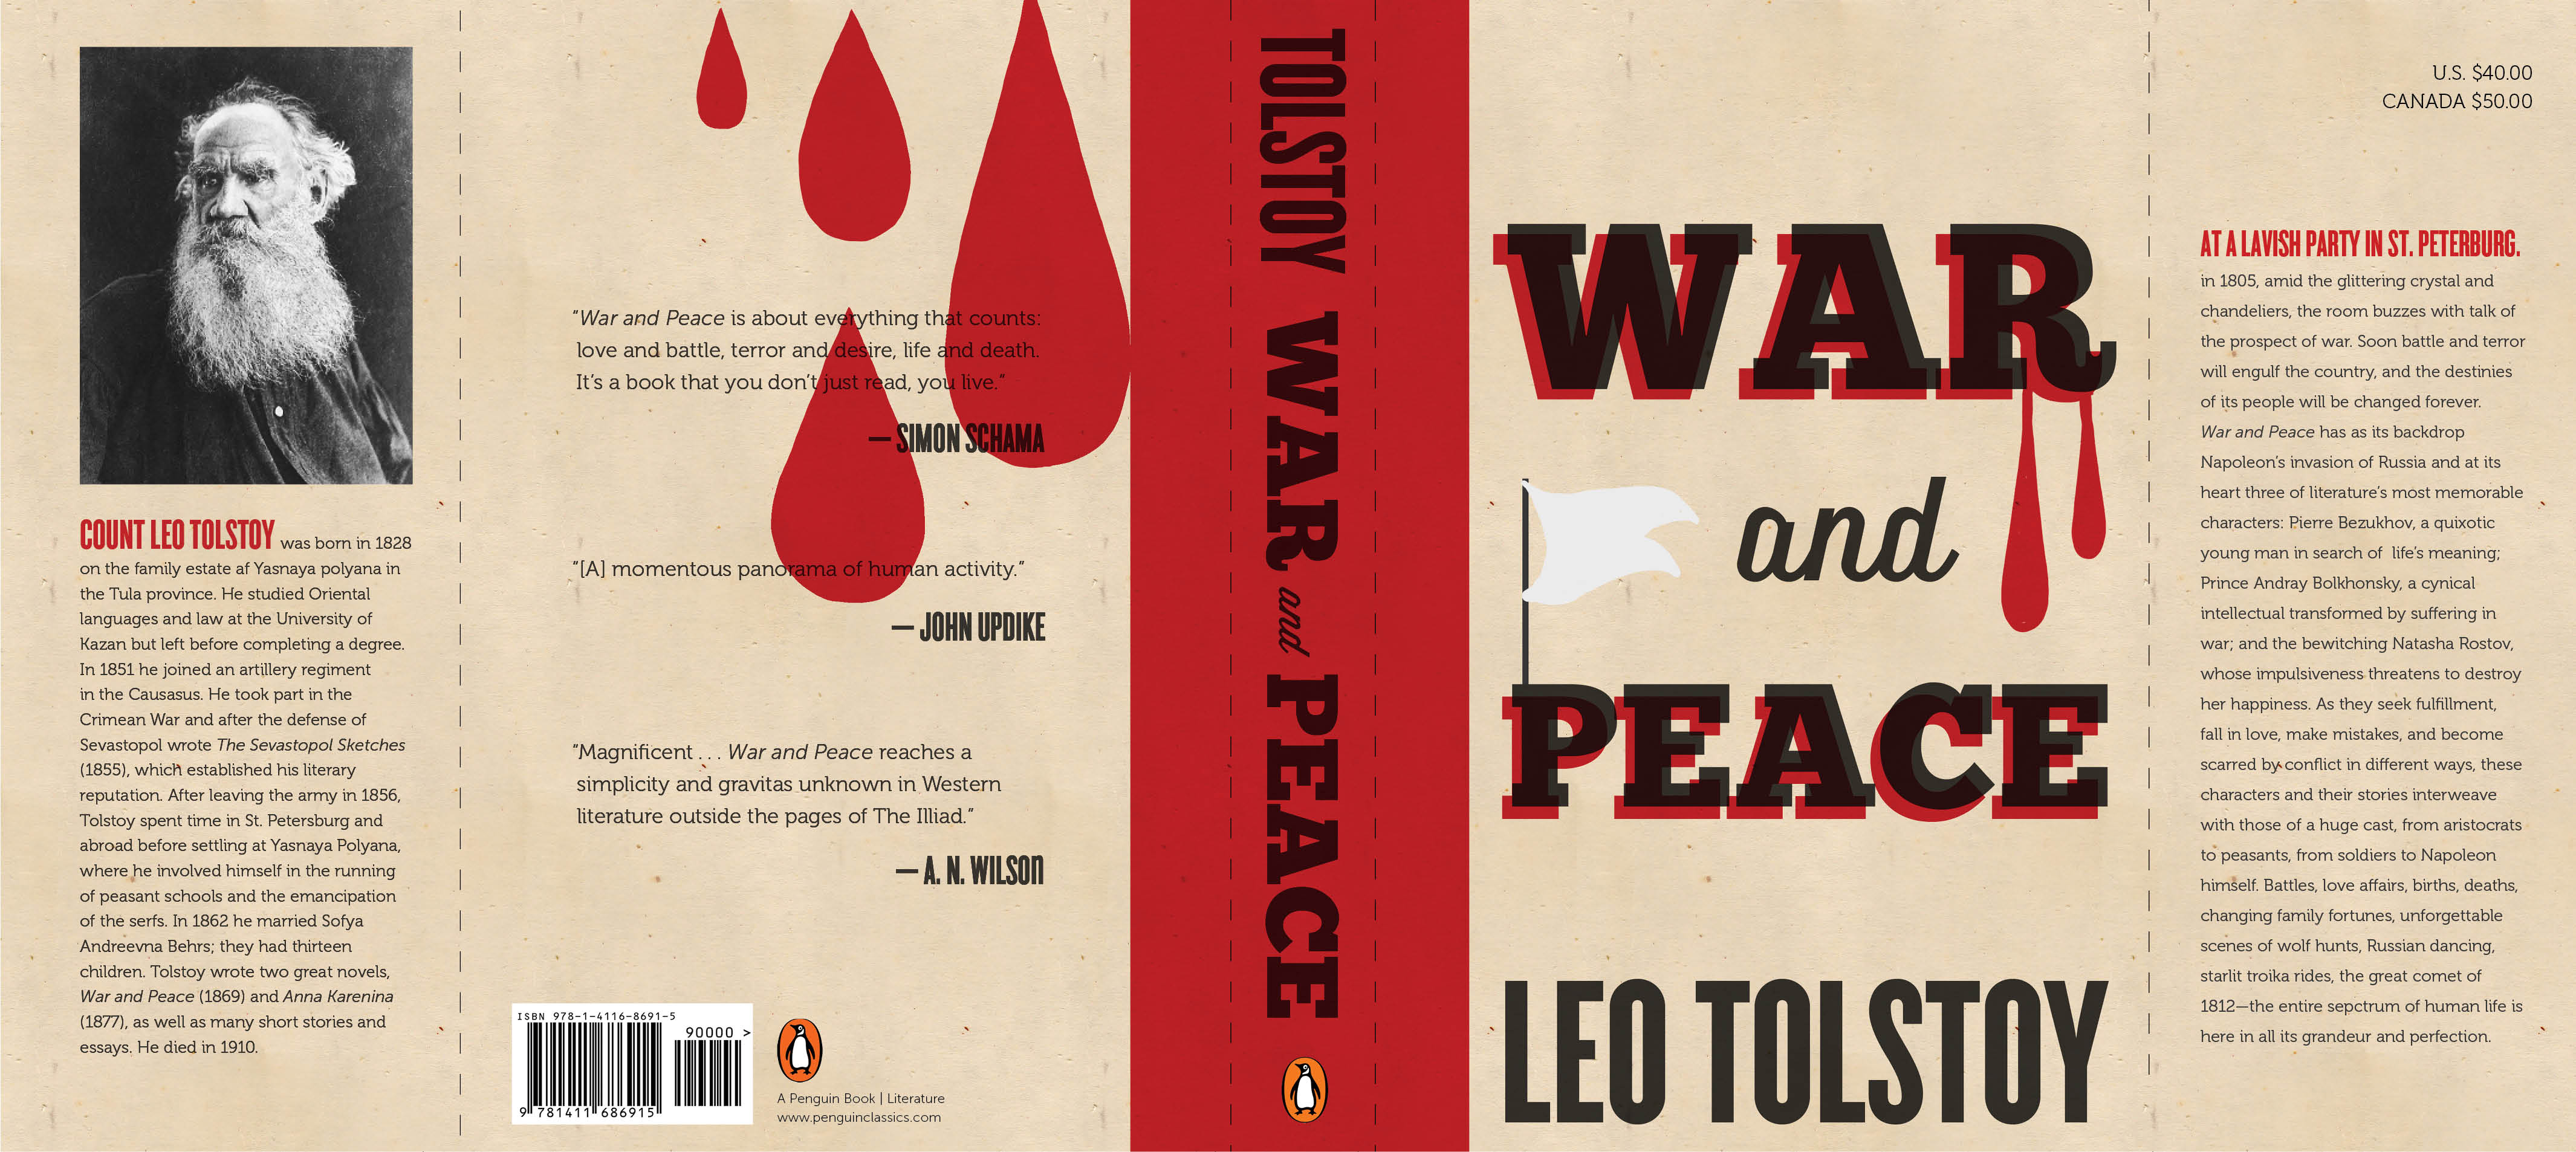 COUNT LEO TOLSTOY was born in 1828
on the family estate af Yasnaya polyana in
the Tula province. He studied Oriental
languages and law at the University of
Kazan but left before completing a degree.
In 1851 he joined an artillery regiment
in the Causasus. He took part in the
Crimean War and after the defense of
Sevastopol wrote The Sevastopol Sketches
(1855), which established his literary
reputation. After leaving the army in 1856,
Tolstoy spent time in St. Petersburg and
abroad before settling at Yasnaya Polyana,
where he involved himself in the running
of peasant schools and the emancipation
of the serfs. In 1862 he married Sofya
Andreevna Behrs; they had thirteen
children. Tolstoy wrote two great novels,
War and Peace (1869) and Anna Karenina
(1877), as well as many short stories and
essays. He died in 1910.
"War and Peace is about everything that counts:
love and battle, terror and desire, life and death.
It's a book that you don't just read, you live."
— SIMON SCHAMA
"[A] momentous panorama of human activity."
— JOHN UPDIKE
"Magnificent . . . War and Peace reaches a
simplicity and gravitas unknown in Western
literature outside the pages of The Illiad."
— A. N. WILSOn
ISBN 978-1-4116-8691-5
90000 >
9 781411 686915
A Penguin Book | Literature
www.penguinclassics.com
TOLSTOY WAR and PEACE
WAR
and
PEACE
LEO TOLSTOY
U.S. $40.00
CANADA $50.00
AT A LAVISH PARTY IN ST. PETERBURG.
in 1805, amid the glittering crystal and
chandeliers, the room buzzes with talk of
the prospect of war. Soon battle and terror
will engulf the country, and the destinies
of its people will be changed forever.
War and Peace has as its backdrop
Napoleon's invasion of Russia and at its
heart three of literature's most memorable
characters: Pierre Bezukhov, a quixotic
young man in search of life's meaning;
Prince Andray Bolkhonsky, a cynical
intellectual transformed by suffering in
war; and the bewitching Natasha Rostov,
whose impulsiveness threatens to destroy
her happiness. As they seek fulfillment,
fall in love, make mistakes, and become
scarred by conflict in different ways, these
characters and their stories interweave
with those of a huge cast, from aristocrats
to peasants, from soldiers to Napoleon
himself. Battles, love affairs, births, deaths,
changing family fortunes, unforgettable
scenes of wolf hunts, Russian dancing,
starlit troika rides, the great comet of
1812—the entire sepctrum of human life is
here in all its grandeur and perfection.